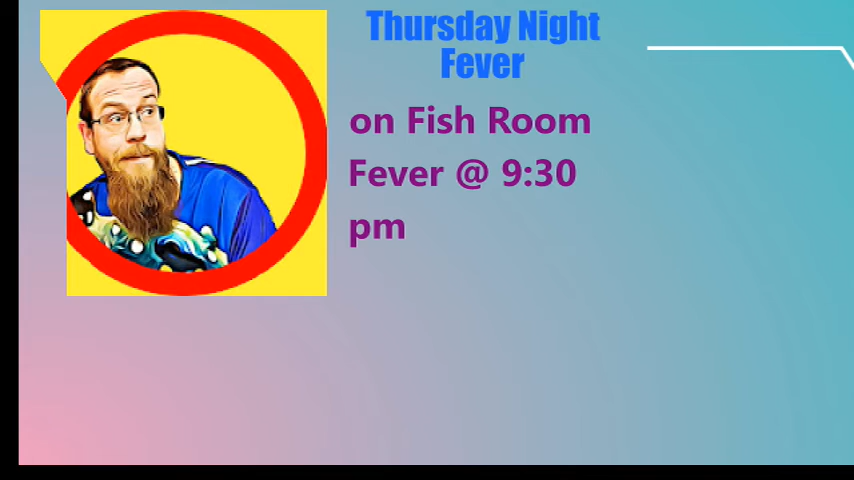 Thursday Night
Fever
on Fish Room
Fever @ 9:30
pm